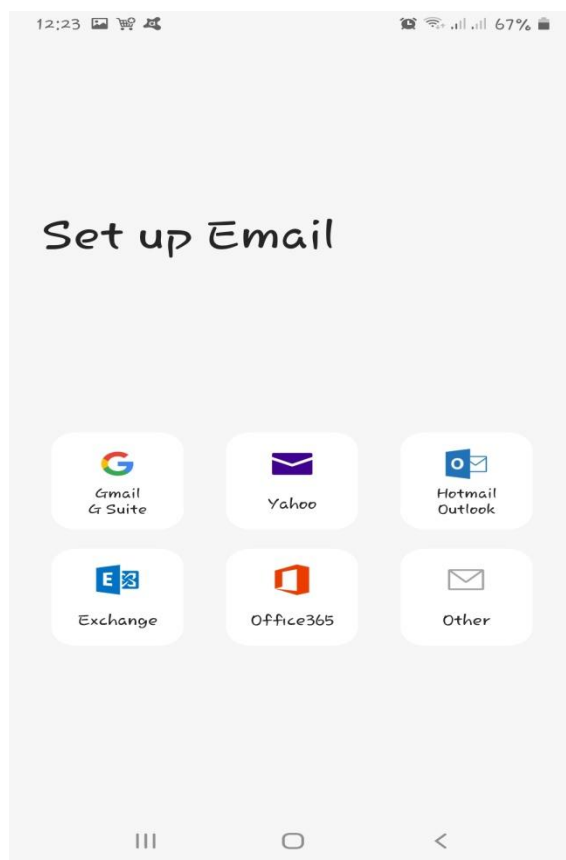 12:23 67%
Set up Email
Gmail
G Suite
Yahoo
Hotmail
Outlook
Exchange
Office365
Other